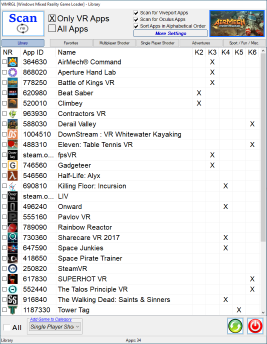 WMRGL (Windows Mixed Reality Game Loader) - Library
Scan
Only VR Apps
All Apps
Scan for Viveport Apps
Scan for Oculus Apps
Sort Apps in Alphabetical Order
More Settings
Library Favorites Multiplayer Shooter Single Player Shooter Adventures Sport / Fun / Misc.
NR App ID Name K2 K3 K4 K5 K6
364630 AirMech® Command X
868020 Aperture Hand Lab X
778250 Battle of Kings VR X
620980 Beat Saber X
520010 Climbey X
963930 Contractors VR
588030 Derail Valley X
1004510 DownStream : VR Whitewater Kayaking
488310 Eleven: Table Tennis VR X
steam.o... fpsVR X
746560 Gadgeteer X
546560 Half-Life: Alyx
690810 Killing Floor: Incursion X
steam.o... LIV
496240 Onward X
555160 Pavlov VR
789090 Rainbow Reactor
730360 Sharecare VR 2017 X
647590 Space Junkies X
418650 Space Pirate Trainer
250820 SteamVR
617830 SUPERHOT VR X
552440 The Talos Principle VR X
916840 The Walking Dead: Saints & Sinners X
1187330 Tower Tag X
All
Add Game to Category
Single Player Shoo
Library Apps 34